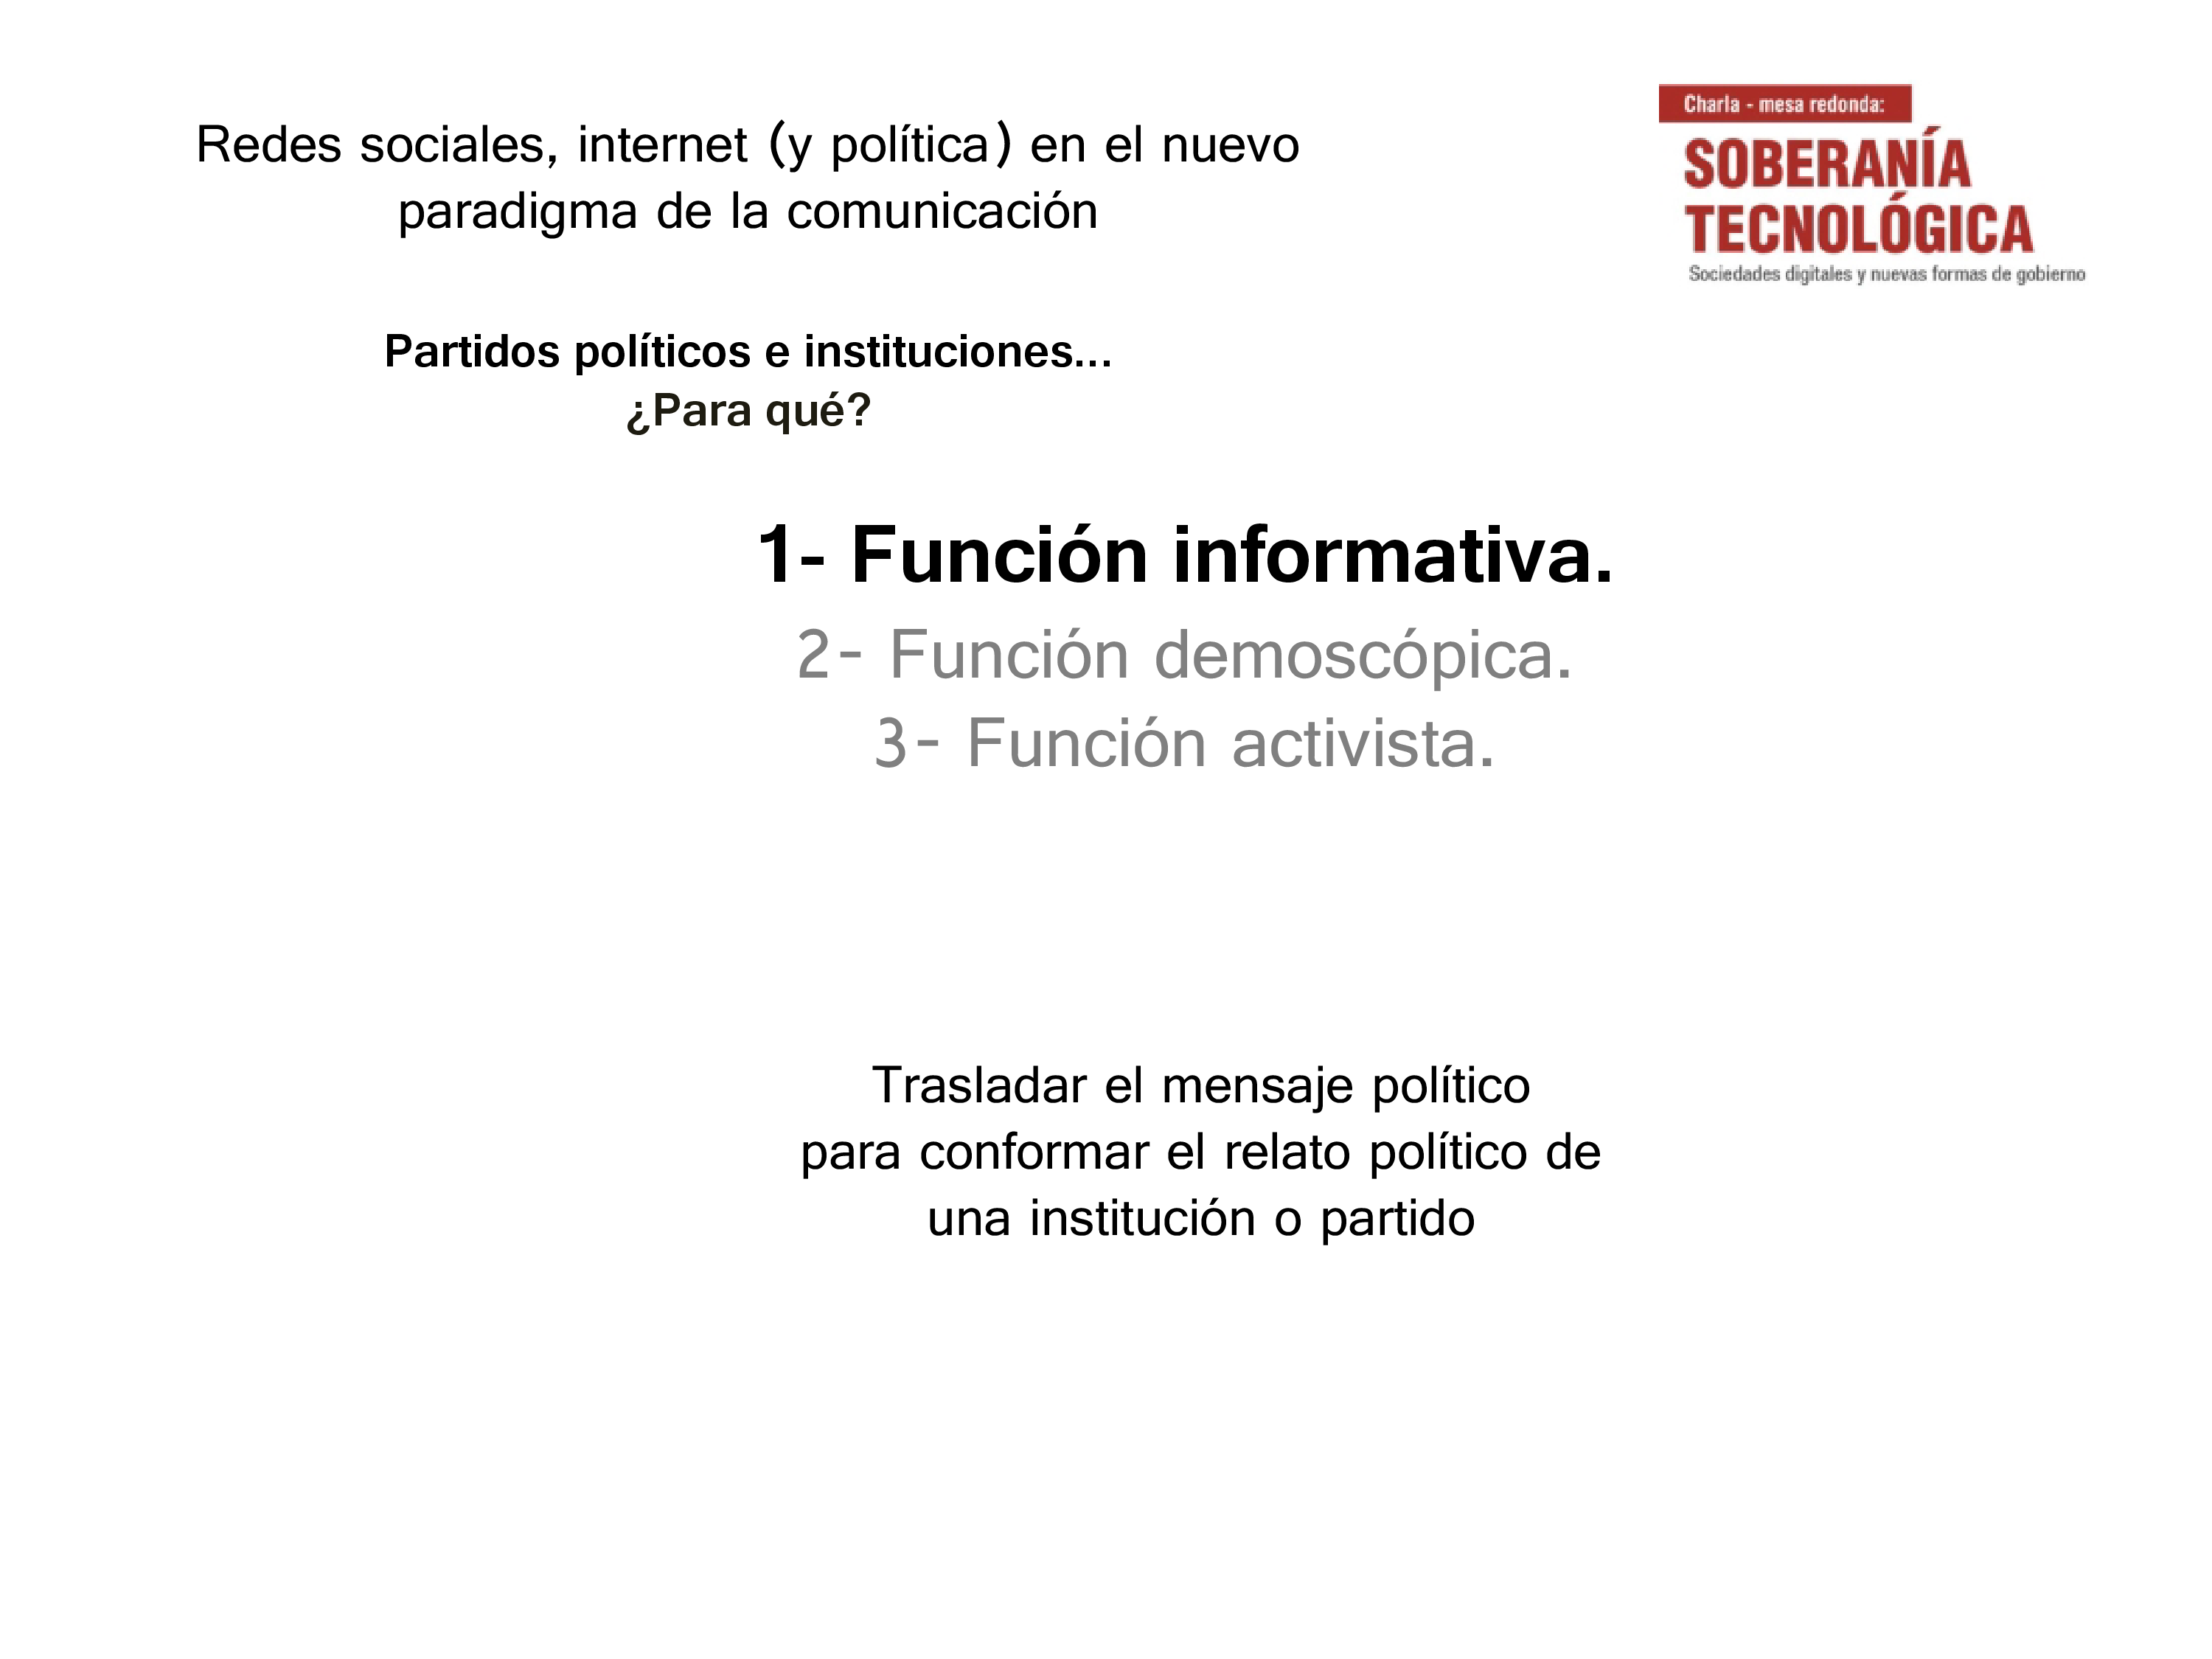 Redes sociales, internet (y política) en el nuevo
paradigma de la comunicación
Charla - mesa redonda:
SOBERANÍA
TECNOLÓGICA
Sociedades digitales y nuevas formas de gobierno
Partidos políticos e instituciones...
¿Para qué?
1- Función informativa.
2- Función demoscópica.
3- Función activista.
Trasladar el mensaje político
para conformar el relato político de
una institución o partido